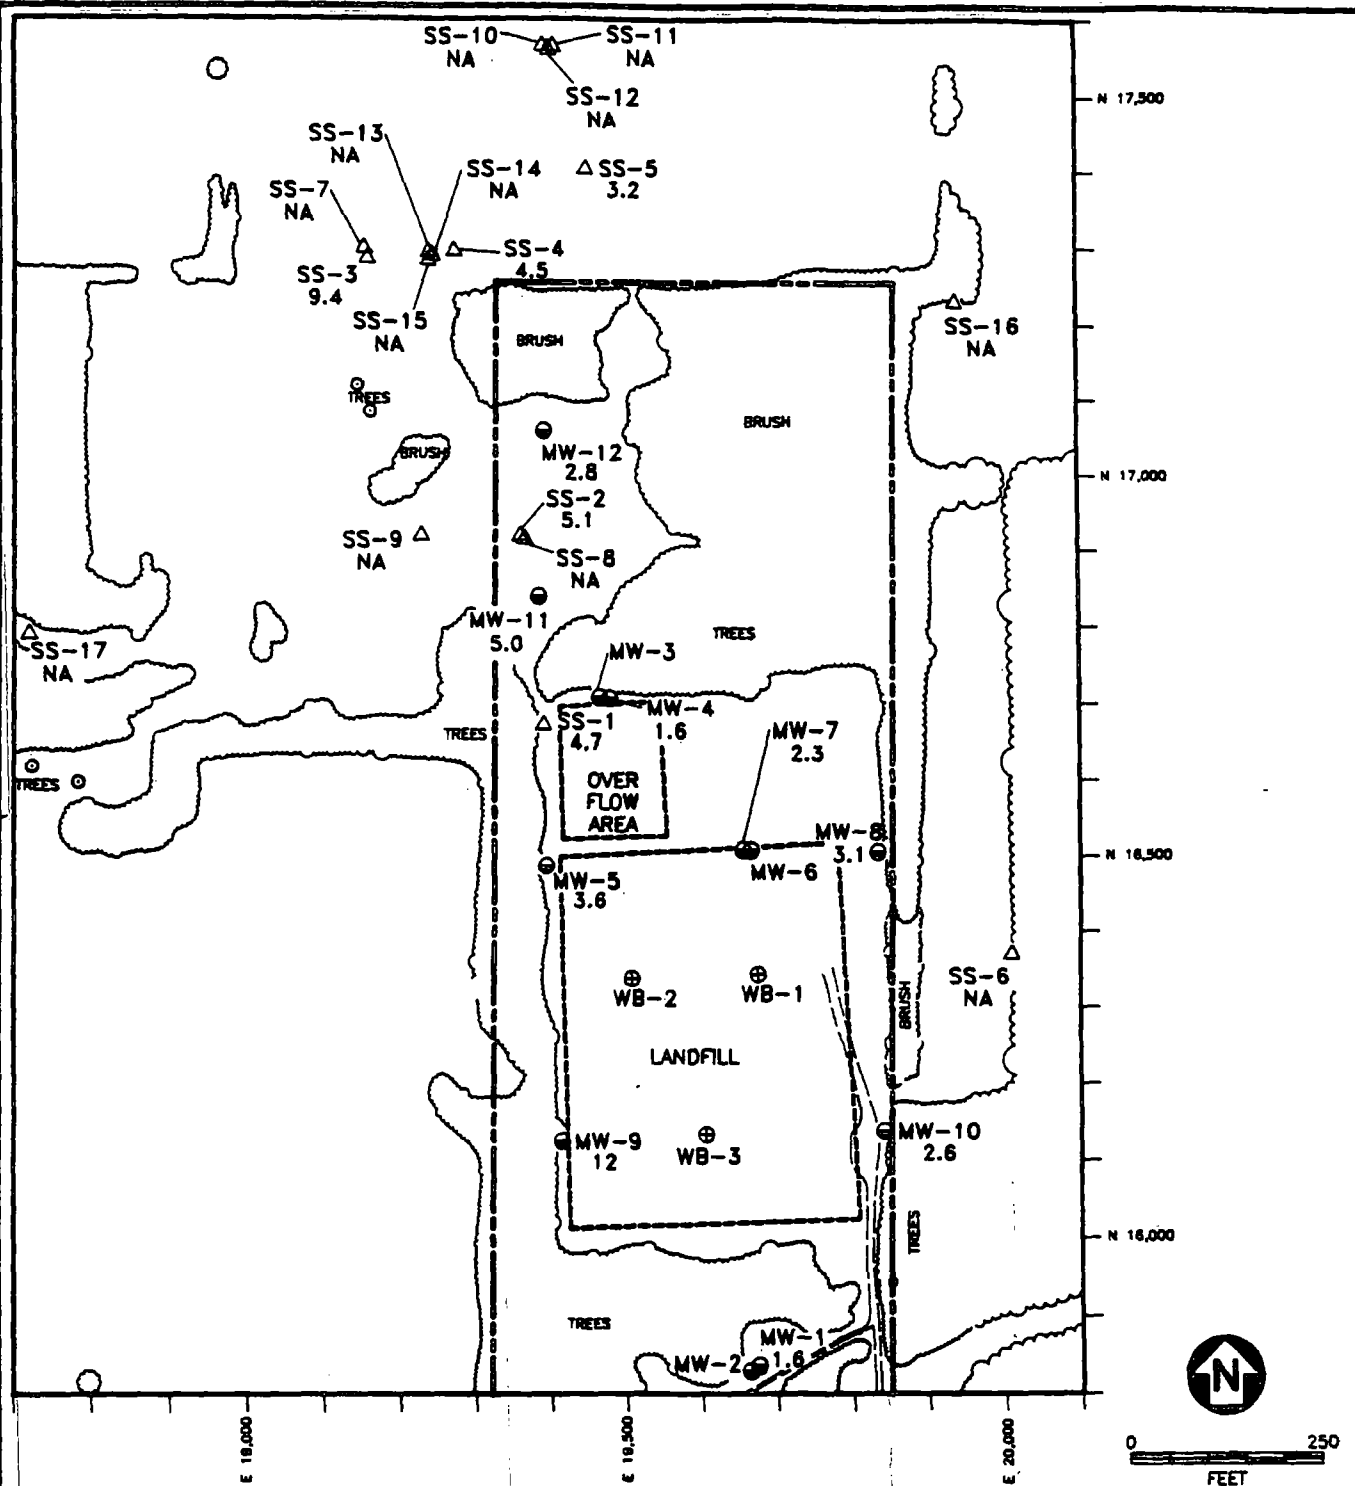 SS-10
NA
SS-11
NA
SS-12
NA
N 17,500
SS-13
NA
SS-14
NA
SS-5
3.2
SS-7
NA
SS-4
4.5
SS-3
9.4
SS-15
NA
SS-16
NA
BRUSH
TREES
BRUSH
BRUSH
MW-12
2.8
N 17,000
SS-2
5.1
SS-9
NA
SS-8
NA
MW-11
5.0
TREES
SS-17
NA
MW-3
MW-4
1.6
SS-1
4.7
TREES
MW-7
2.3
TREES
OVER
FLOW
AREA
MW-8
3.1
N 16,500
MW-6
MW-5
3.6
WB-2
WB-1
SS-6
NA
BRUSH
LANDFILL
MW-9
12
WB-3
MW-10
2.6
TREES
N 16,000
TREES
MW-1
1.6
MW-2
N
E 19,000
E 19,500
E 20,000
0 250
FEET